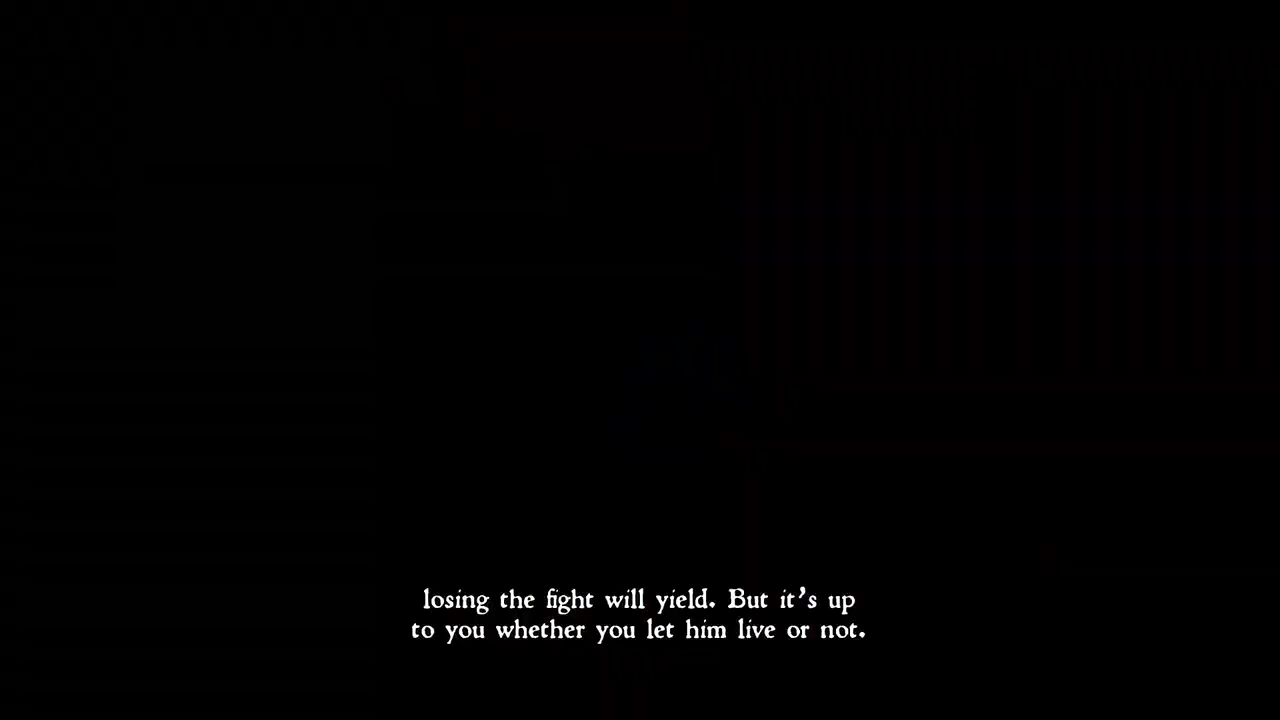 losing the fight will yield. But it's up
to you whether you let him live or not.